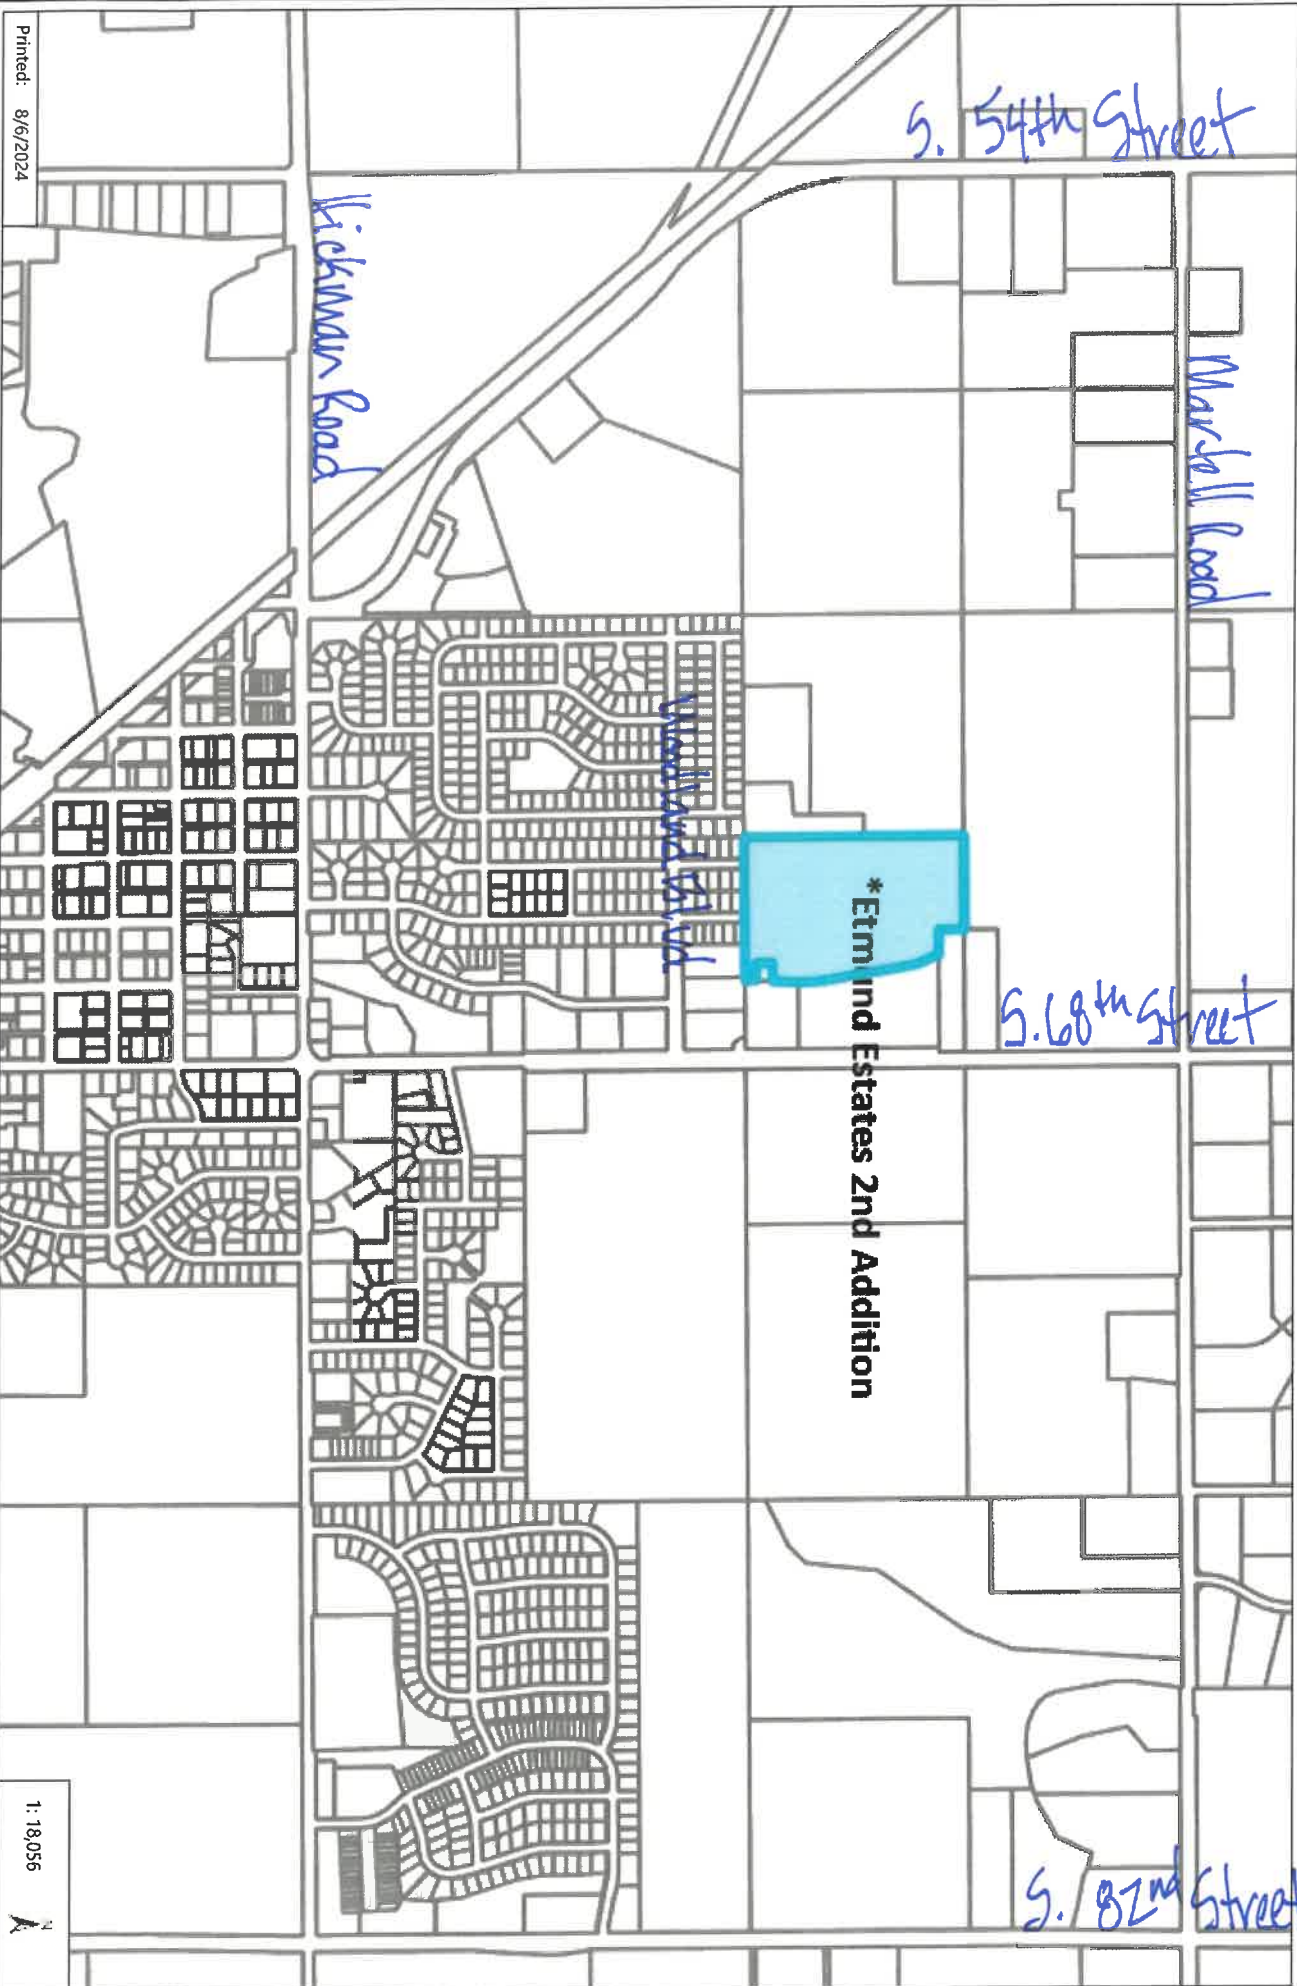 S. 54th Street
Martell Road
S. 68th Street
S. 82nd Street
*Etmund Estates 2nd Addition
Woodland Blvd
Hickman Road
Printed: 8/6/2024
1: 18,056
N